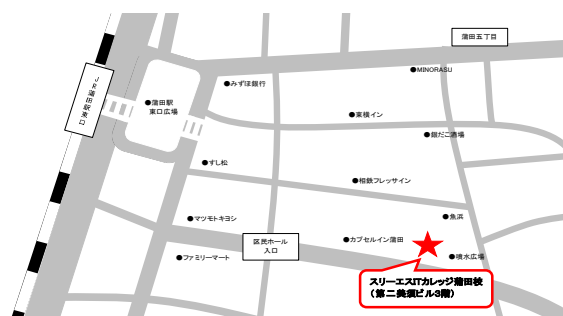 蒲田五丁目
●MINORASU
●みずほ銀行
JR蒲田駅東口
●蒲田駅
東口広場
●東横イン
●銀だこ酒場
●すし松
●相鉄フレッサイン
●マツモトキヨシ
●魚浜
区民ホール
入口
●カプセルイン蒲田
●ファミリーマート
●噴水広場
スリーエスITカレッジ蒲田校
(第二美須ビル3階)